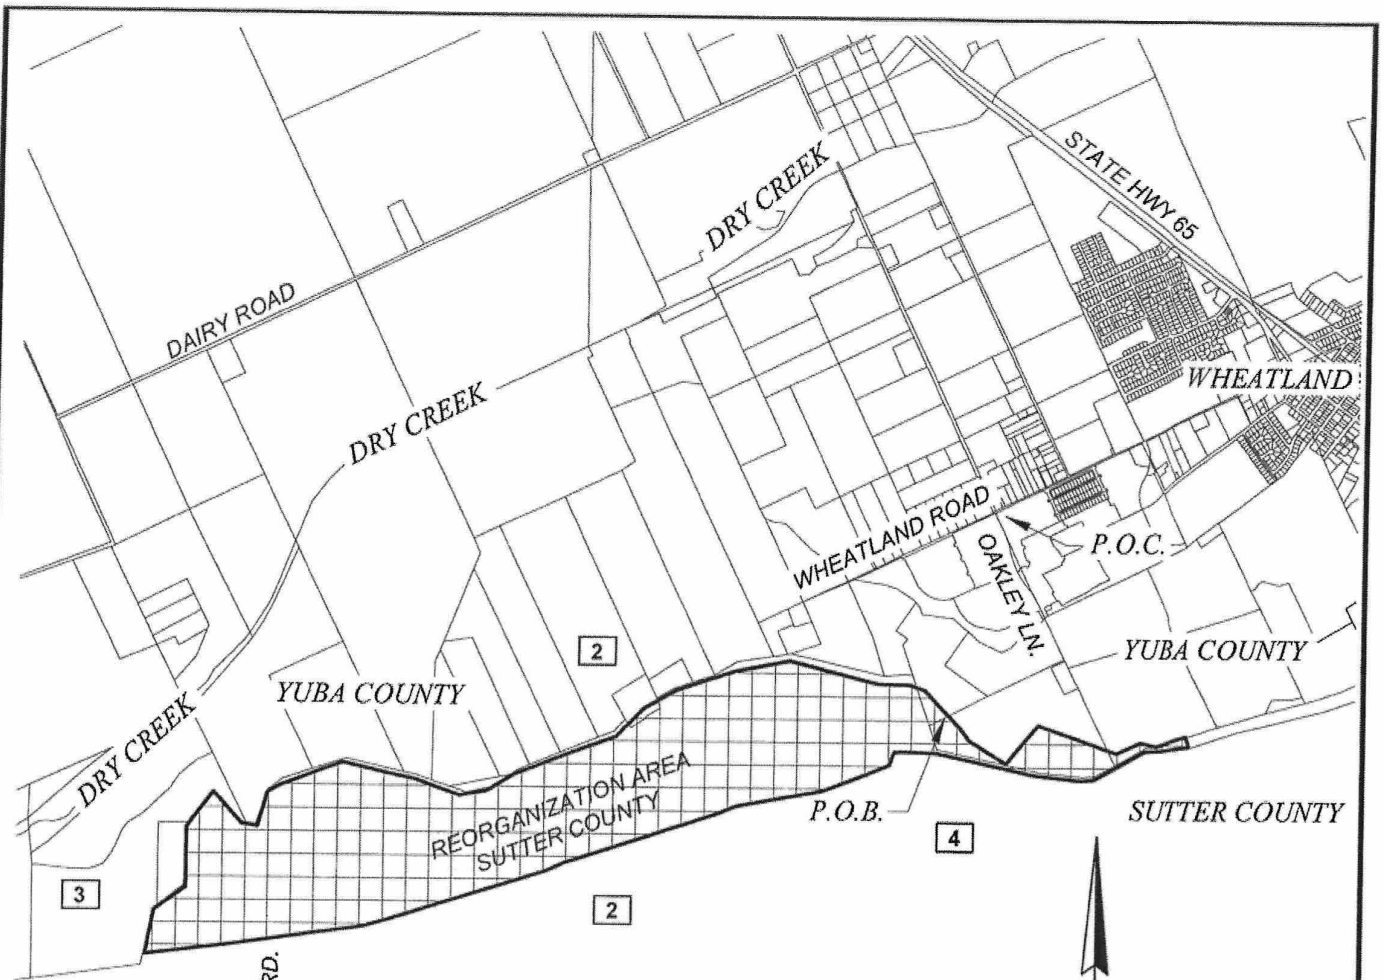 STATE HWY 65
DRY CREEK
DAIRY ROAD
WHEATLAND
DRY CREEK
WHEATLAND ROAD
P.O.C.
OAKLEY LN.
2
YUBA COUNTY
YUBA COUNTY
DRY CREEK
REORGANIZATION AREA
SUTTER COUNTY
P.O.B.
SUTTER COUNTY
4
3
2
RD.